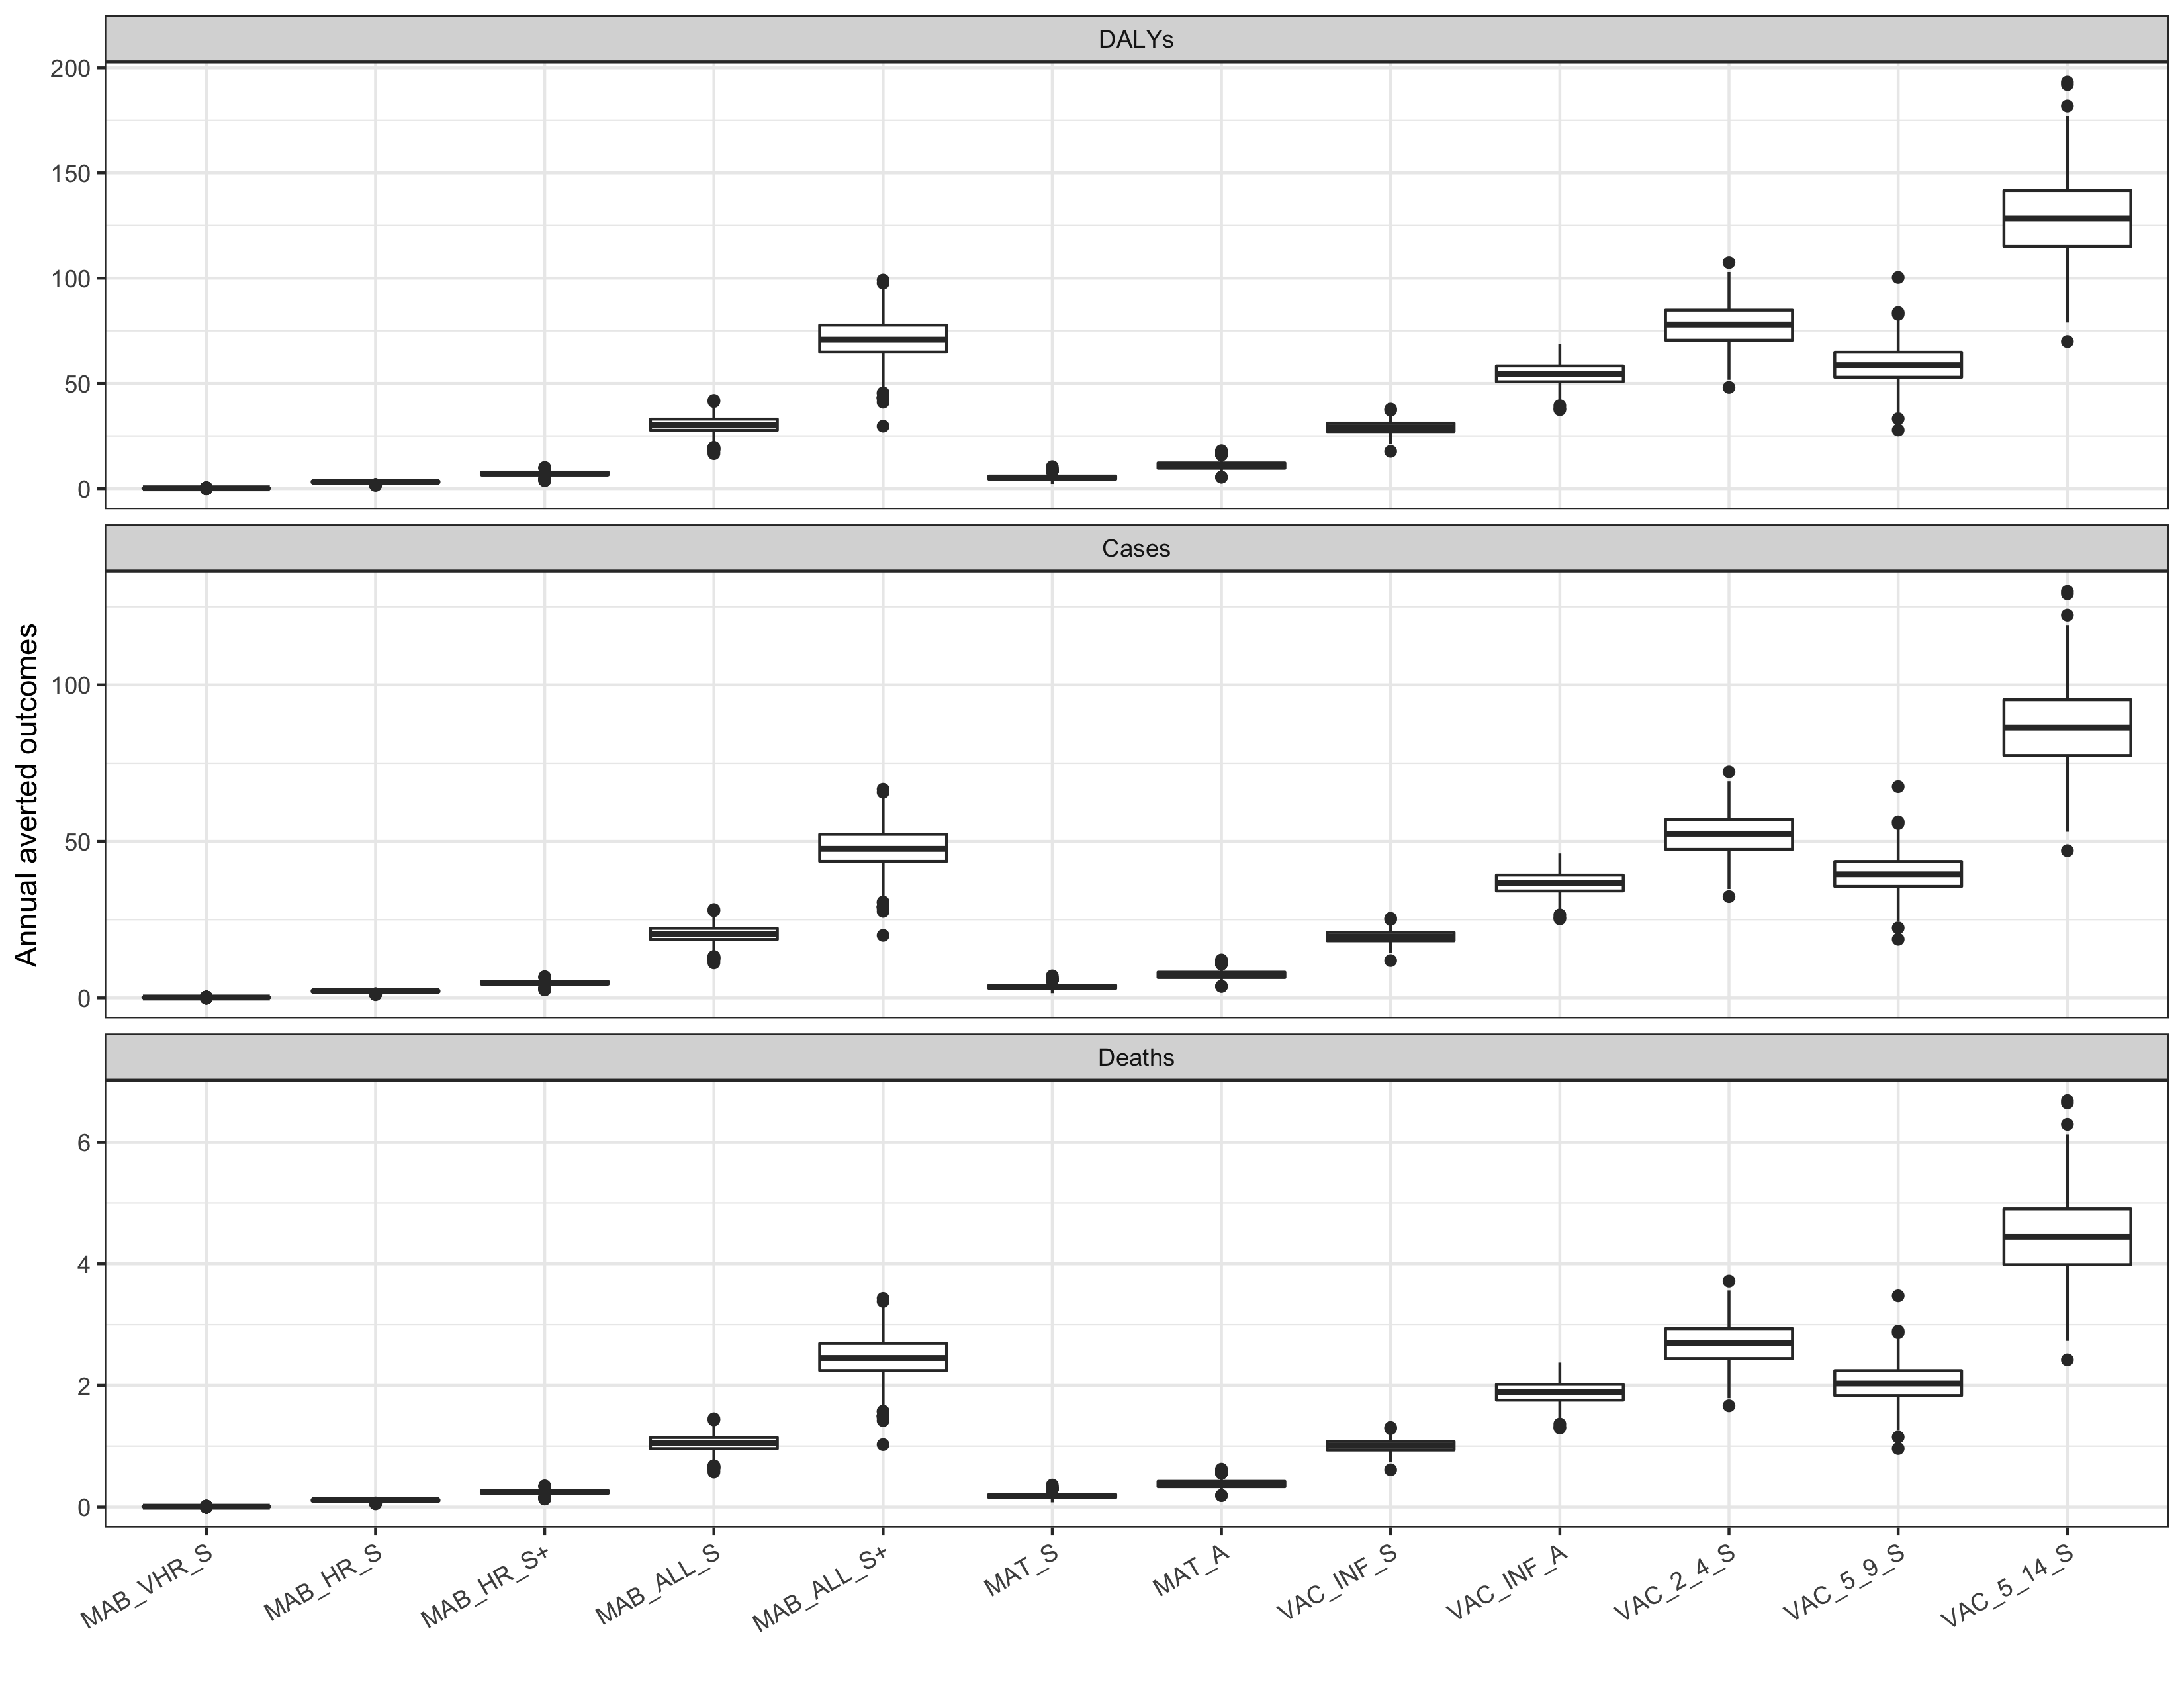 DALYs
200
150
100
50
0
Cases
100
50
0
Deaths
6
4
2
0
Annual averted outcomes
MAB_VHR_S
MAB_HR_S
MAB_HR_S+
MAB_ALL_S
MAB_ALL_S+
MAT_S
MAT_A
VAC_INF_S
VAC_INF_A
VAC_2_4_S
VAC_5_9_S
VAC_5_14_S